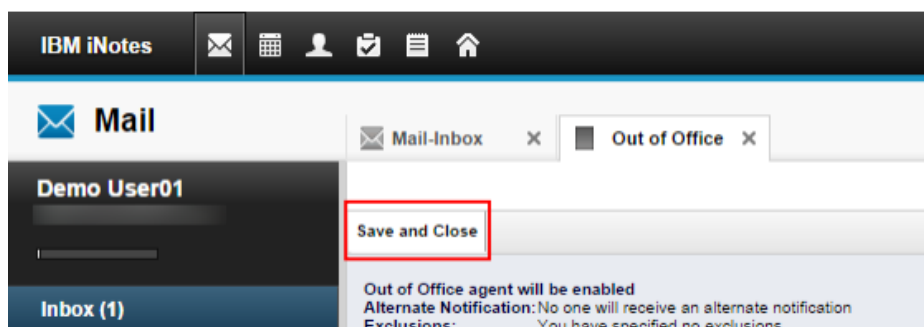 IBM iNotes
Mail
Mail-Inbox
Out of Office
Demo User01
Save and Close
Out of Office agent will be enabled
Alternate Notification: No one will receive an alternate notification
Inbox (1)
Exclusions: You have specified no exclusions